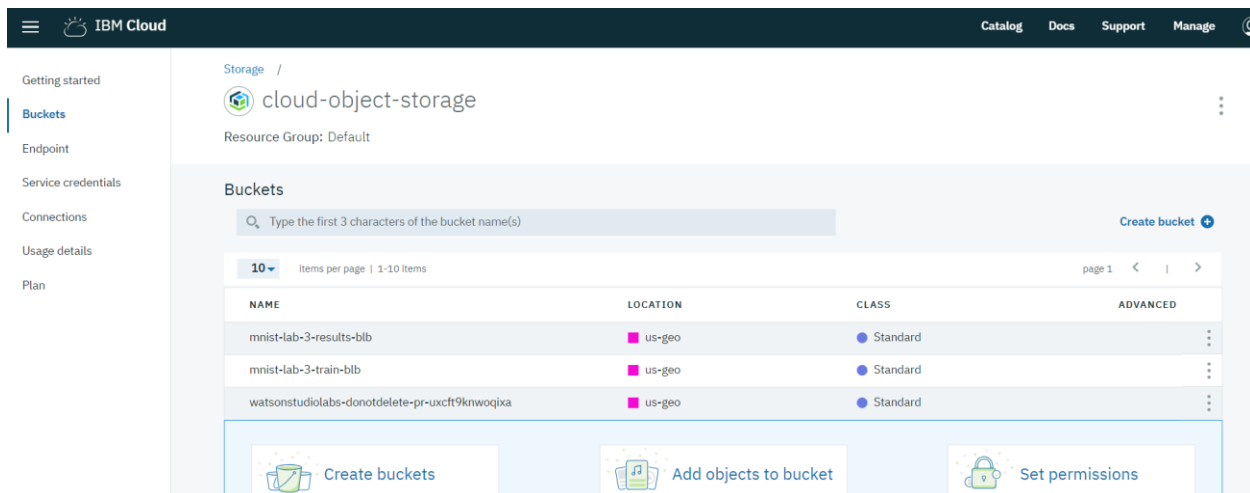 IBM Cloud
Catalog Docs Support Manage
Getting started
Buckets
Endpoint
Service credentials
Connections
Usage details
Plan
Storage /
cloud-object-storage
Resource Group: Default
Buckets
Type the first 3 characters of the bucket name(s)
Create bucket
10 Items per page | 1-10 Items
page 1 |
NAME LOCATION CLASS ADVANCED
mnist-lab-3-results-blb us-geo Standard
mnist-lab-3-train-blb us-geo Standard
watsonstudiolabs-donotdelete-pr-uxcft9knwoqixa us-geo Standard
Create buckets Add objects to bucket Set permissions